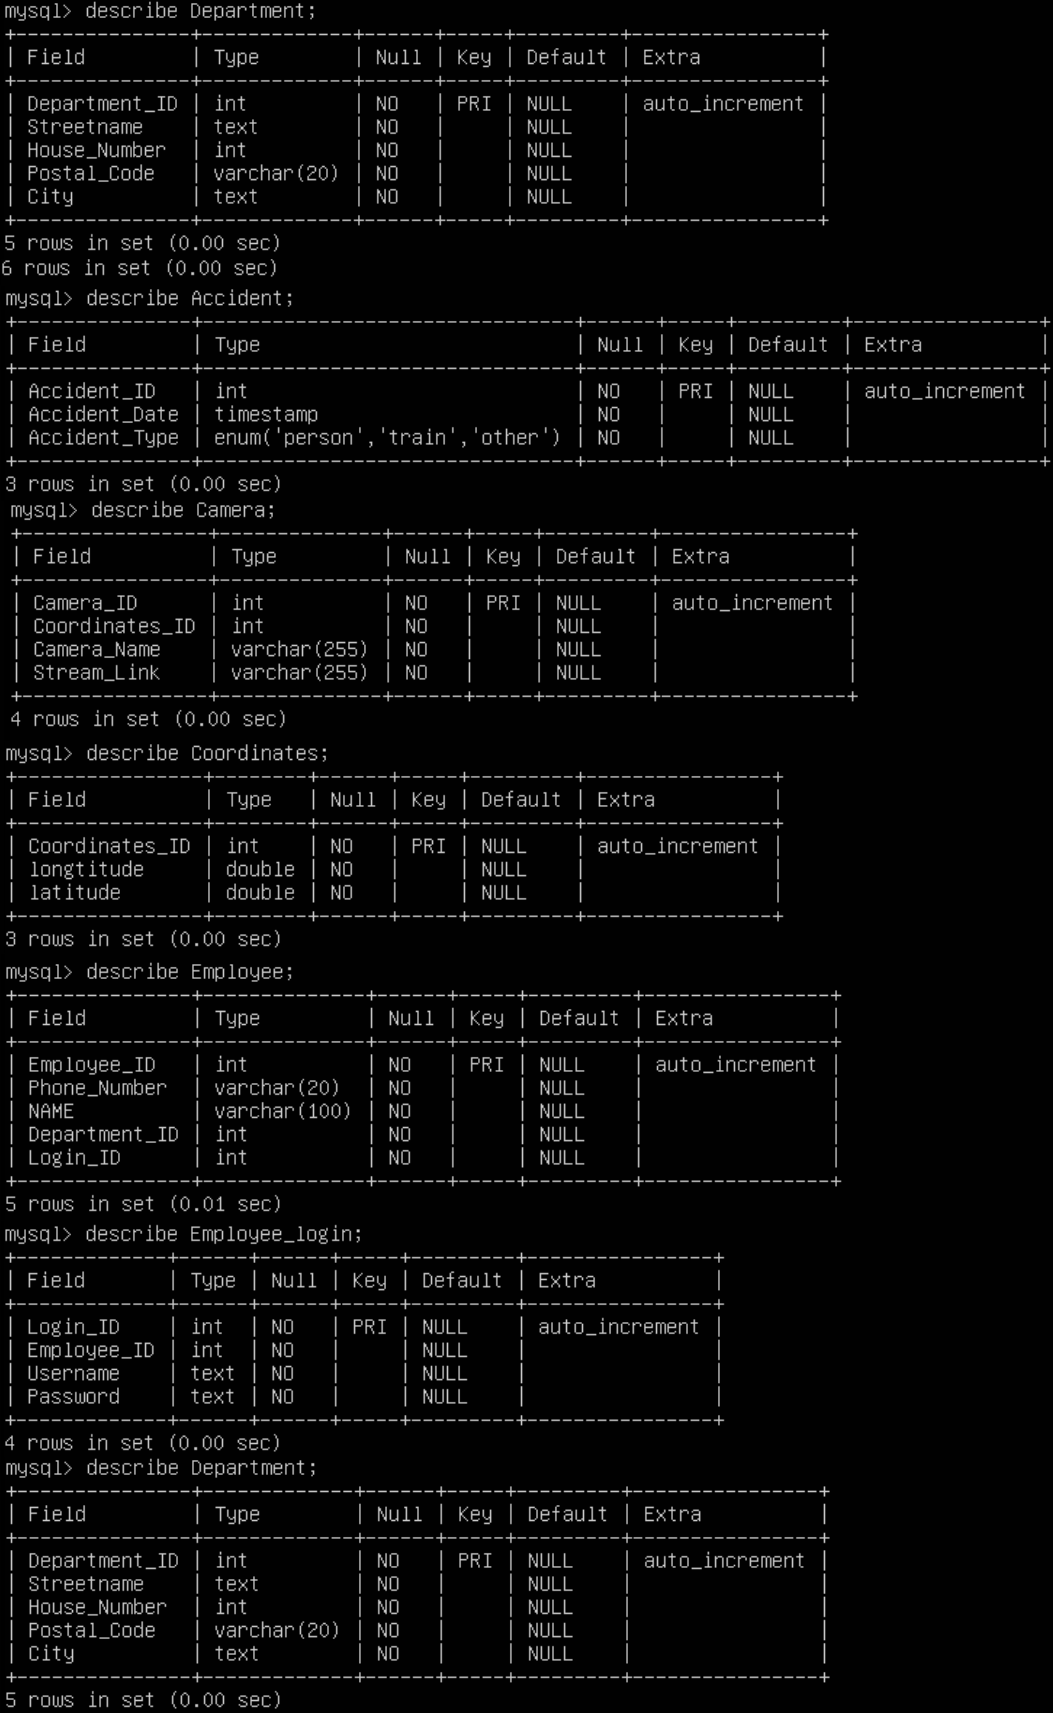 mysql> describe Department;
+---------------+-------------+------+-----+---------+----------------+
| Field         | Type        | Null | Key | Default | Extra          |
+---------------+-------------+------+-----+---------+----------------+
| Department_ID | int         | NO   | PRI | NULL    | auto_increment |
| Streetname    | text        | NO   |     | NULL    |                |
| House_Number  | int         | NO   |     | NULL    |                |
| Postal_Code   | varchar(20) | NO   |     | NULL    |                |
| City          | text        | NO   |     | NULL    |                |
+---------------+-------------+------+-----+---------+----------------+
5 rows in set (0.00 sec)
6 rows in set (0.00 sec)
mysql> describe Accident;
+---------------+--------------------------------+------+-----+---------+----------------+
| Field         | Type                           | Null | Key | Default | Extra          |
+---------------+--------------------------------+------+-----+---------+----------------+
| Accident_ID   | int                            | NO   | PRI | NULL    | auto_increment |
| Accident_Date | timestamp                      | NO   |     | NULL    |                |
| Accident_Type | enum('person','train','other') | NO   |     | NULL    |                |
+---------------+--------------------------------+------+-----+---------+----------------+
3 rows in set (0.00 sec)
mysql> describe Camera;
+----------------+--------------+------+-----+---------+----------------+
| Field          | Type         | Null | Key | Default | Extra          |
+----------------+--------------+------+-----+---------+----------------+
| Camera_ID      | int          | NO   | PRI | NULL    | auto_increment |
| Coordinates_ID | int          | NO   |     | NULL    |                |
| Camera_Name    | varchar(255) | NO   |     | NULL    |                |
| Stream_Link    | varchar(255) | NO   |     | NULL    |                |
+----------------+--------------+------+-----+---------+----------------+
4 rows in set (0.00 sec)
mysql> describe Coordinates;
+----------------+--------+------+-----+---------+----------------+
| Field          | Type   | Null | Key | Default | Extra          |
+----------------+--------+------+-----+---------+----------------+
| Coordinates_ID | int    | NO   | PRI | NULL    | auto_increment |
| longtitude     | double | NO   |     | NULL    |                |
| latitude       | double | NO   |     | NULL    |                |
+----------------+--------+------+-----+---------+----------------+
3 rows in set (0.00 sec)
mysql> describe Employee;
+---------------+--------------+------+-----+---------+----------------+
| Field         | Type         | Null | Key | Default | Extra          |
+---------------+--------------+------+-----+---------+----------------+
| Employee_ID   | int          | NO   | PRI | NULL    | auto_increment |
| Phone_Number  | varchar(20)  | NO   |     | NULL    |                |
| NAME          | varchar(100) | NO   |     | NULL    |                |
| Department_ID | int          | NO   |     | NULL    |                |
| Login_ID      | int          | NO   |     | NULL    |                |
+---------------+--------------+------+-----+---------+----------------+
5 rows in set (0.01 sec)
mysql> describe Employee_login;
+-------------+------+------+-----+---------+----------------+
| Field       | Type | Null | Key | Default | Extra          |
+-------------+------+------+-----+---------+----------------+
| Login_ID    | int  | NO   | PRI | NULL    | auto_increment |
| Employee_ID | int  | NO   |     | NULL    |                |
| Username    | text | NO   |     | NULL    |                |
| Password    | text | NO   |     | NULL    |                |
+-------------+------+------+-----+---------+----------------+
4 rows in set (0.00 sec)
mysql> describe Department;
+---------------+-------------+------+-----+---------+----------------+
| Field         | Type        | Null | Key | Default | Extra          |
+---------------+-------------+------+-----+---------+----------------+
| Department_ID | int         | NO   | PRI | NULL    | auto_increment |
| Streetname    | text        | NO   |     | NULL    |                |
| House_Number  | int         | NO   |     | NULL    |                |
| Postal_Code   | varchar(20) | NO   |     | NULL    |                |
| City          | text        | NO   |     | NULL    |                |
+---------------+-------------+------+-----+---------+----------------+
5 rows in set (0.00 sec)